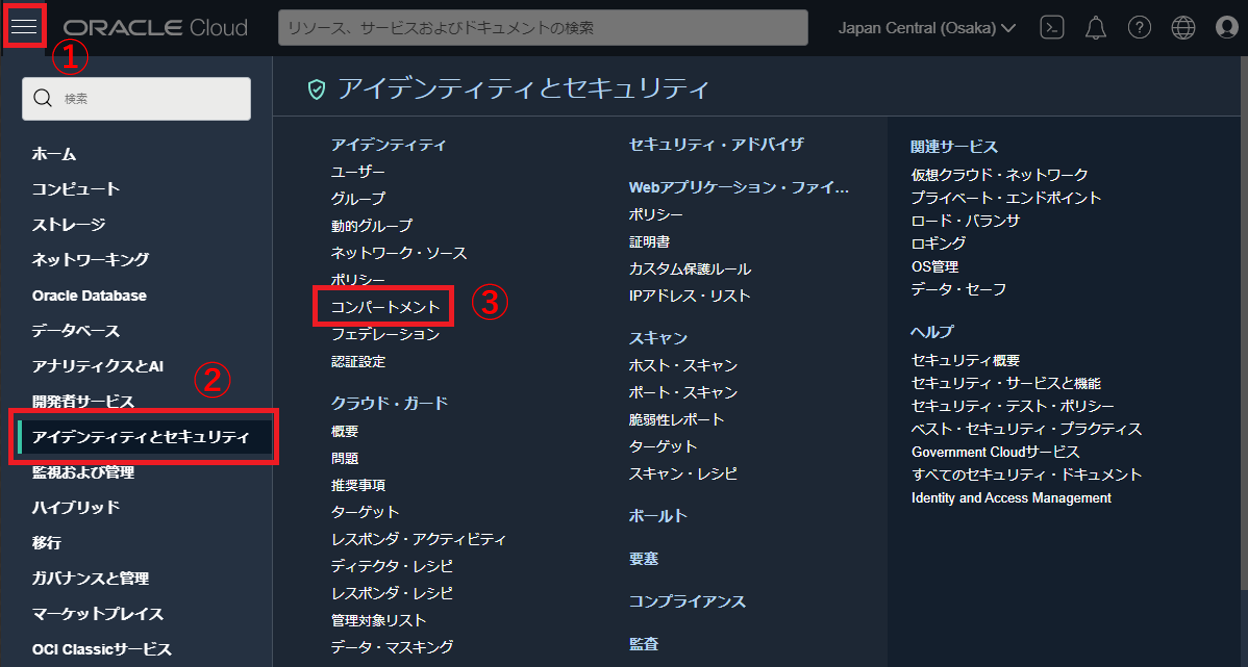 ORACLE Cloud
リソース、サービスおよびドキュメントの検索
Japan Central (Osaka)
①
検索
ホーム
コンピュート
ストレージ
ネットワーキング
Oracle Database
データベース
アナリティクスとAI
②
開発者サービス
アイデンティティとセキュリティ
監視および管理
ハイブリッド
移行
ガバナンスと管理
マーケットプレイス
OCI Classicサービス
アイデンティティとセキュリティ
アイデンティティ
ユーザー
グループ
動的グループ
ネットワーク・ソース
ポリシー
コンパートメント
③
フェデレーション
認証設定
クラウド・ガード
概要
問題
推奨事項
ターゲット
レスポンダ・アクティビティ
ディテクタ・レシピ
レスポンダ・レシピ
管理対象リスト
データ・マスキング
セキュリティ・アドバイザ
Webアプリケーション・ファイ...
ポリシー
証明書
カスタム保護ルール
IPアドレス・リスト
スキャン
ホスト・スキャン
ポート・スキャン
脆弱性レポート
ターゲット
スキャン・レシピ
ボールト
要塞
コンプライアンス
監査
関連サービス
仮想クラウド・ネットワーク
プライベート・エンドポイント
ロード・バランサ
ロギング
OS管理
データ・セーフ
ヘルプ
セキュリティ概要
セキュリティ・サービスと機能
セキュリティ・テスト・ポリシー
ベスト・セキュリティ・プラクティス
Government Cloudサービス
すべてのセキュリティ・ドキュメント
Identity and Access Management